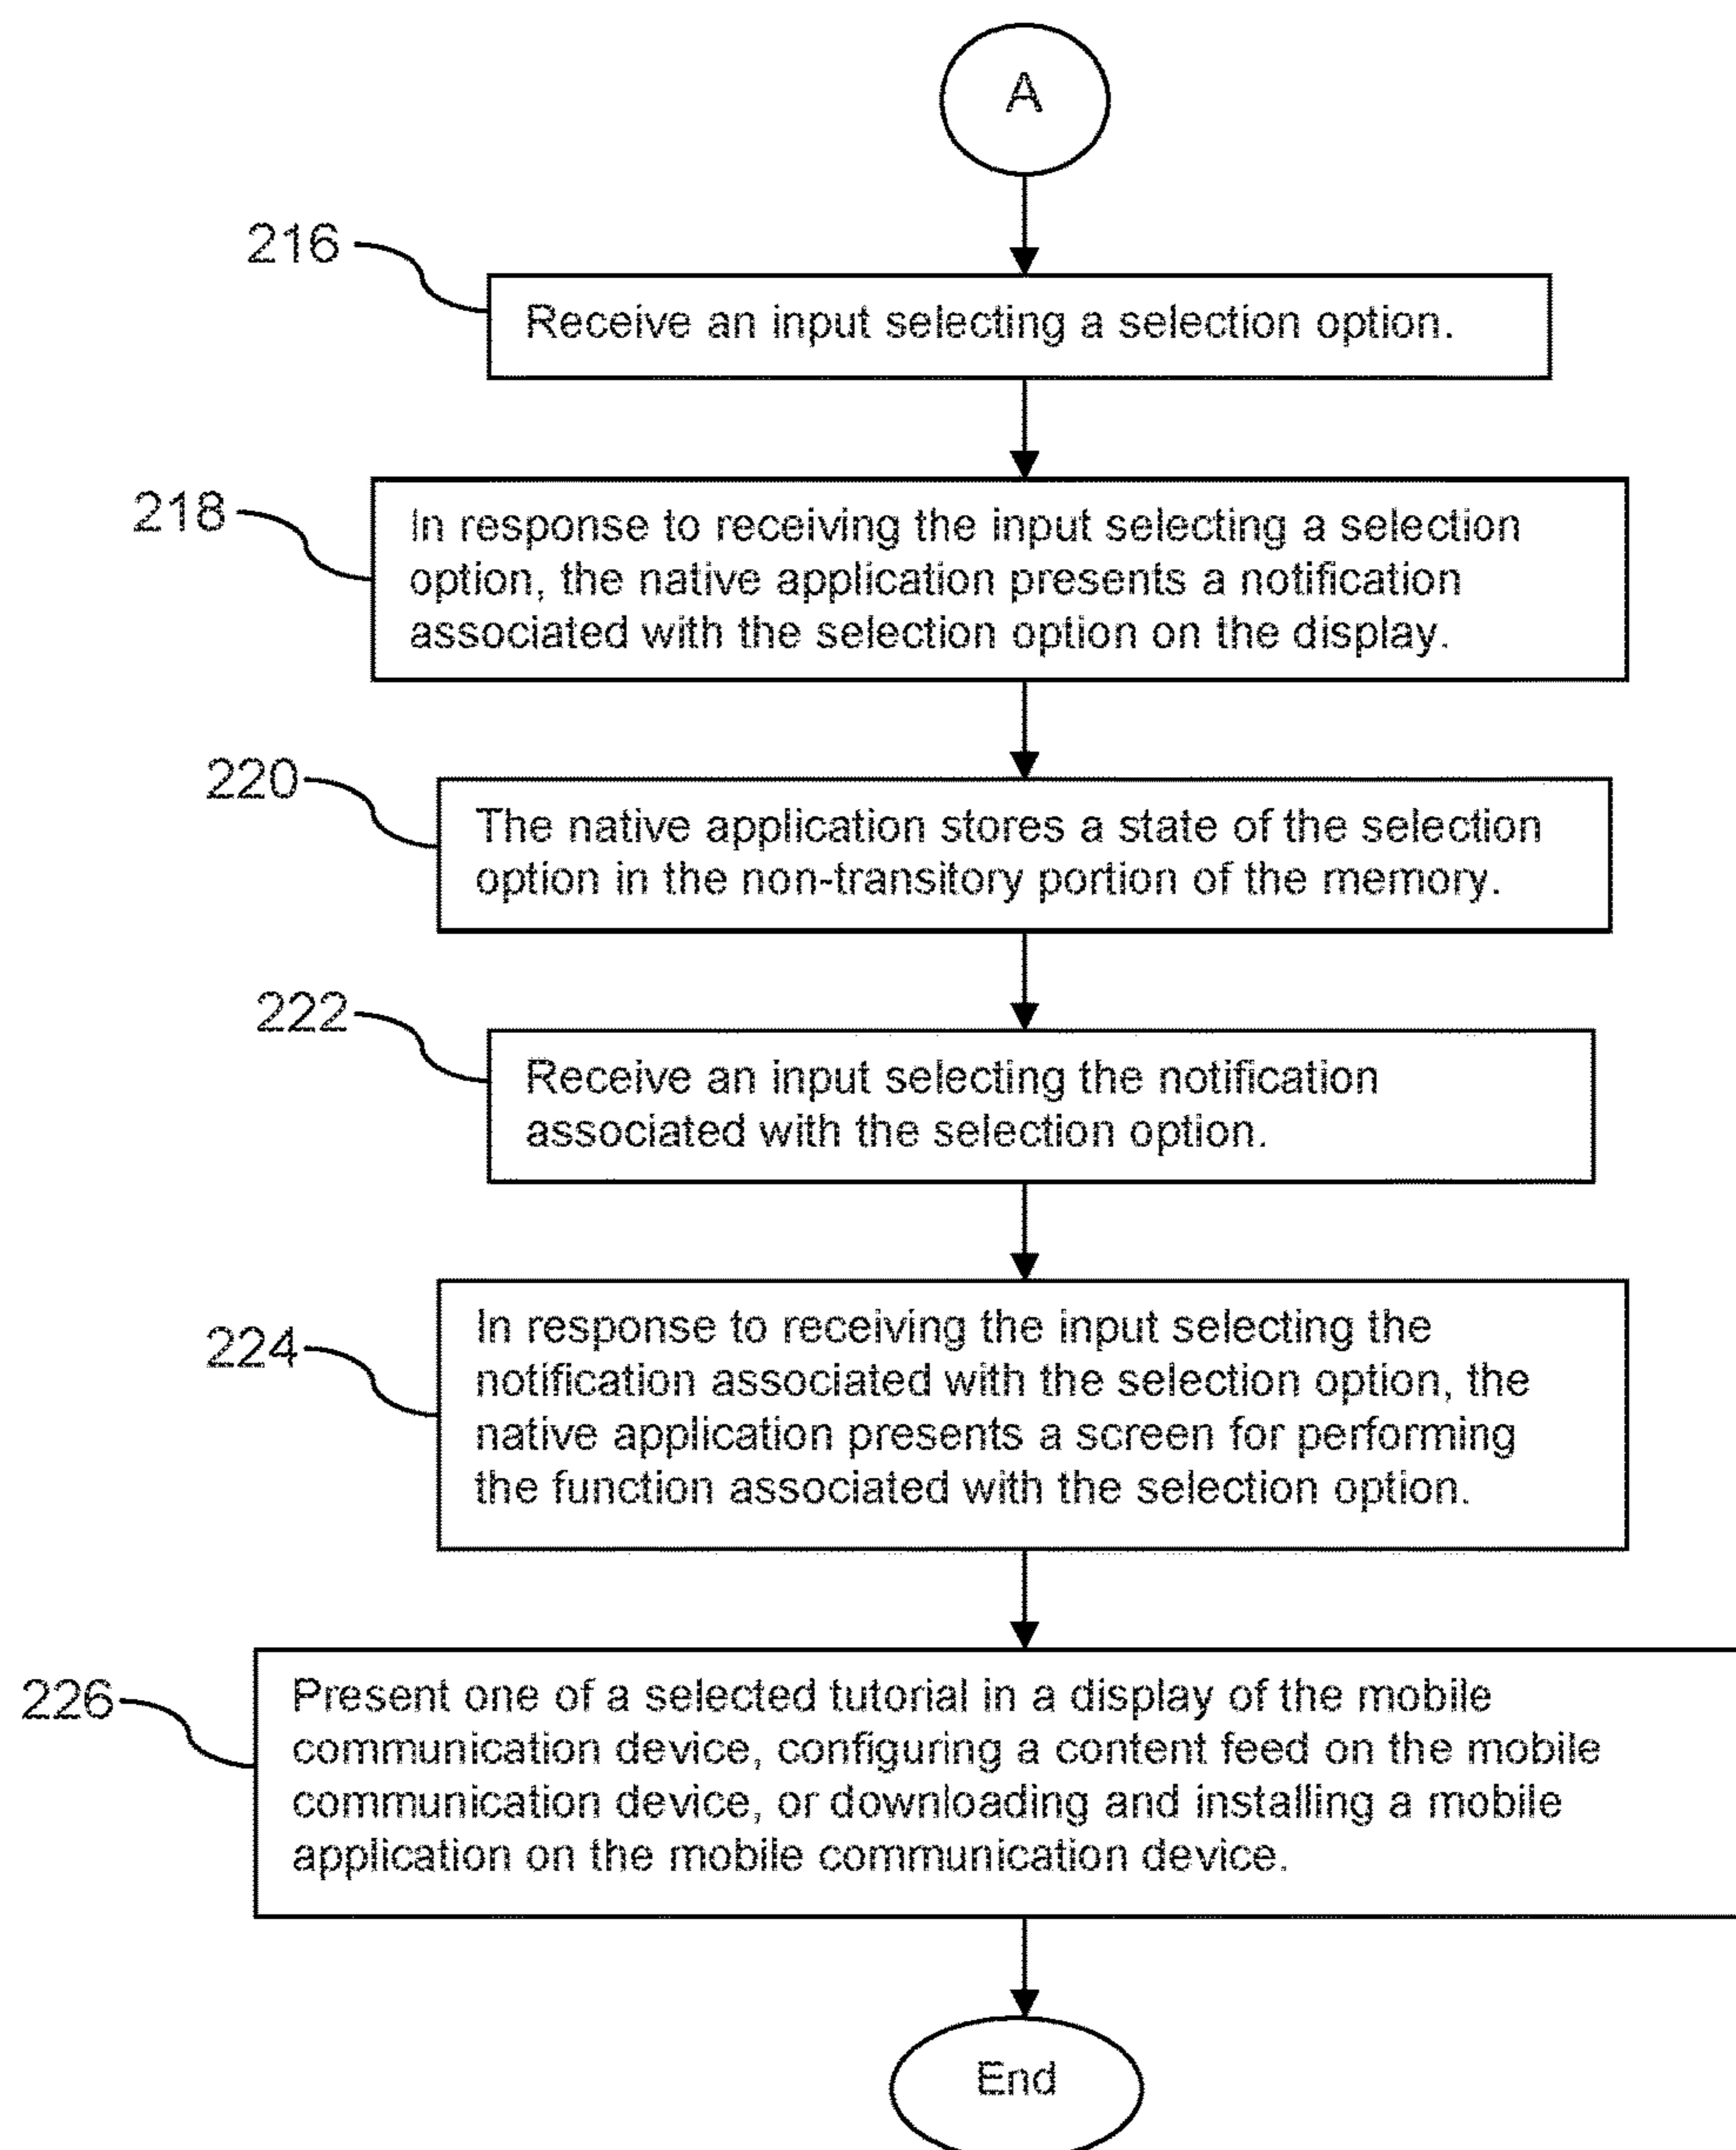 A
216
Receive an input selecting a selection option.
218
In response to receiving the input selecting a selection
option, the native application presents a notification
associated with the selection option on the display.
220
The native application stores a state of the selection
option in the non-transitory portion of the memory.
222
Receive an input selecting the notification
associated with the selection option.
224
In response to receiving the input selecting the
notification associated with the selection option, the
native application presents a screen for performing
the function associated with the selection option.
226
Present one of a selected tutorial in a display of the mobile
communication device, configuring a content feed on the mobile
communication device, or downloading and installing a mobile
application on the mobile communication device.
End